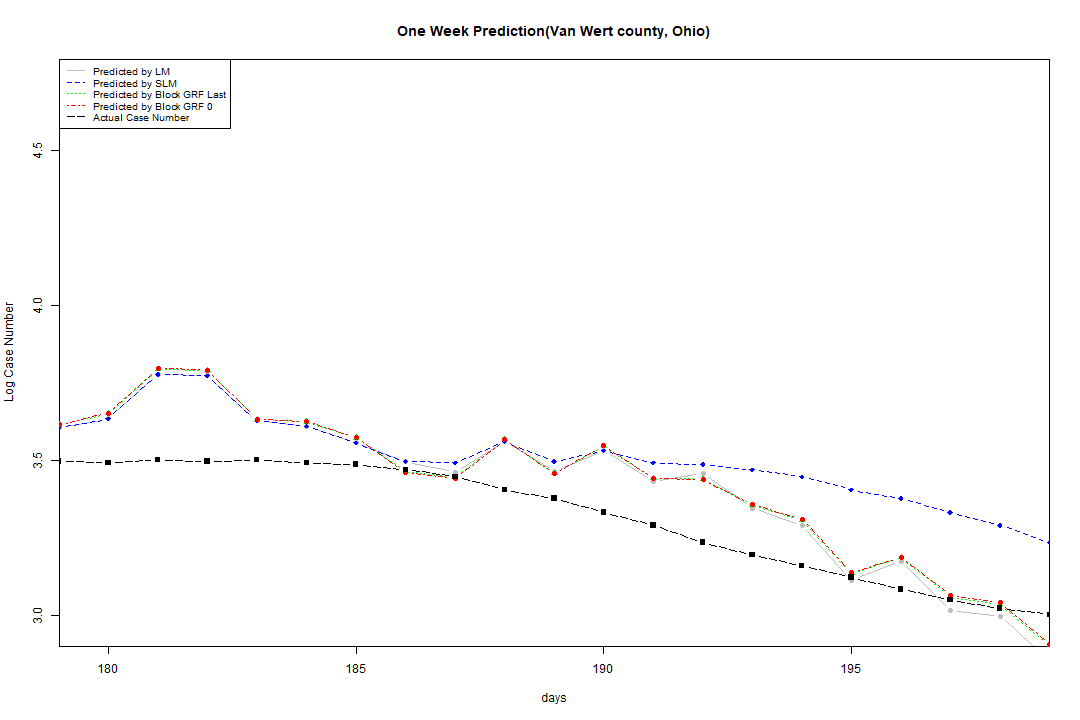 One Week Prediction(Van Wert county, Ohio)
Predicted by LM
Predicted by SLM
Predicted by Block GRF Last
Predicted by Block GRF 0
Actual Case Number
4.5
4.0
3.5
3.0
Log Case Number
180 185 190 195
days